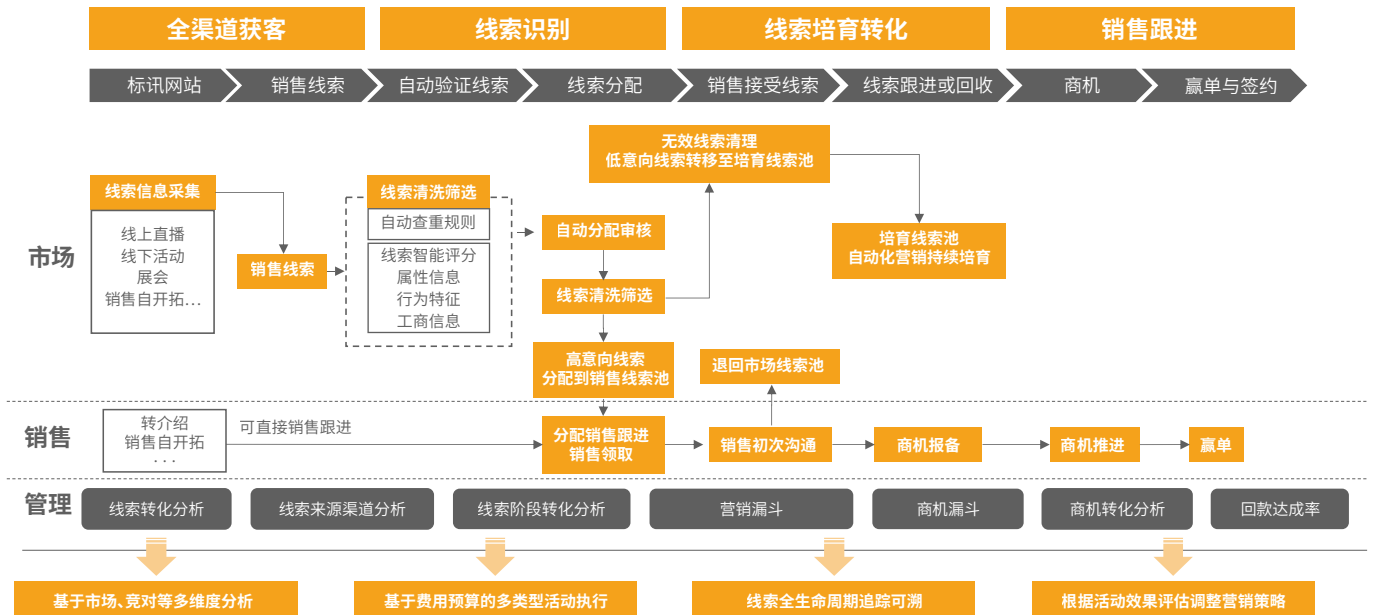 全渠道获客
线索识别
线索培育转化
销售跟进
标讯网站
销售线索
自动验证线索
线索分配
销售接受线索
线索跟进或回收
商机
赢单与签约
市场
线索信息采集
线上直播
线下活动
展会
销售自开拓...
销售线索
线索清洗筛选
自动查重规则
线索智能评分
属性信息
行为特征
工商信息
自动分配审核
线索清洗筛选
高意向线索
分配到销售线索池
无效线索清理
低意向线索转移至培育线索池
培育线索池
自动化营销持续培育
退回市场线索池
销售
转介绍
销售自开拓
···
可直接销售跟进
分配销售跟进
销售领取
销售初次沟通
商机报备
商机推进
赢单
管理
线索转化分析
线索来源渠道分析
线索阶段转化分析
营销漏斗
商机漏斗
商机转化分析
回款达成率
基于市场、竞对等多维度分析
基于费用预算的多类型活动执行
线索全生命周期追踪可溯
根据活动效果评估调整营销策略